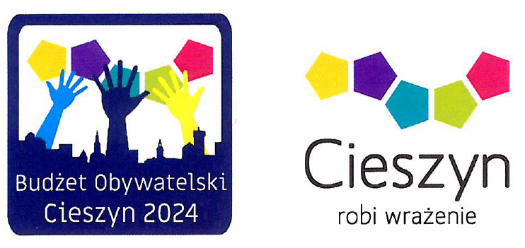 Budżet Obywatelski
Cieszyn 2024
Cieszyn
robi wrażenie